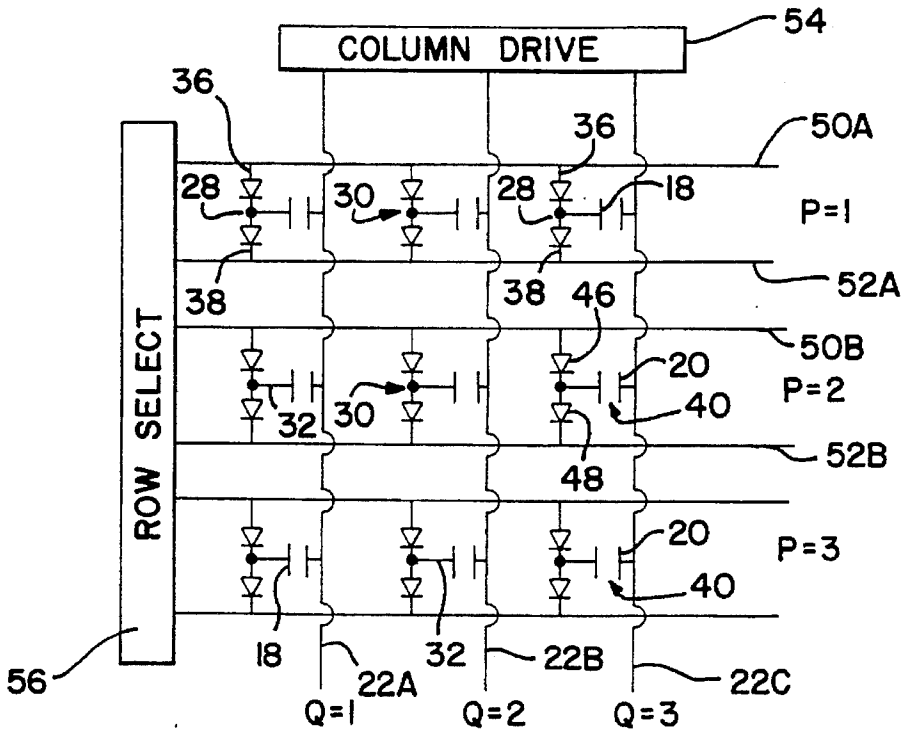 54
COLUMN DRIVE
36
36
50A
28
30
28
18
P=1
38
38
46
52A
50B
ROW SELECT
20
P=2
32
30
40
48
52B
20
P=3
40
18
32
56
22A
22B
22C
Q=1
Q=2
Q=3